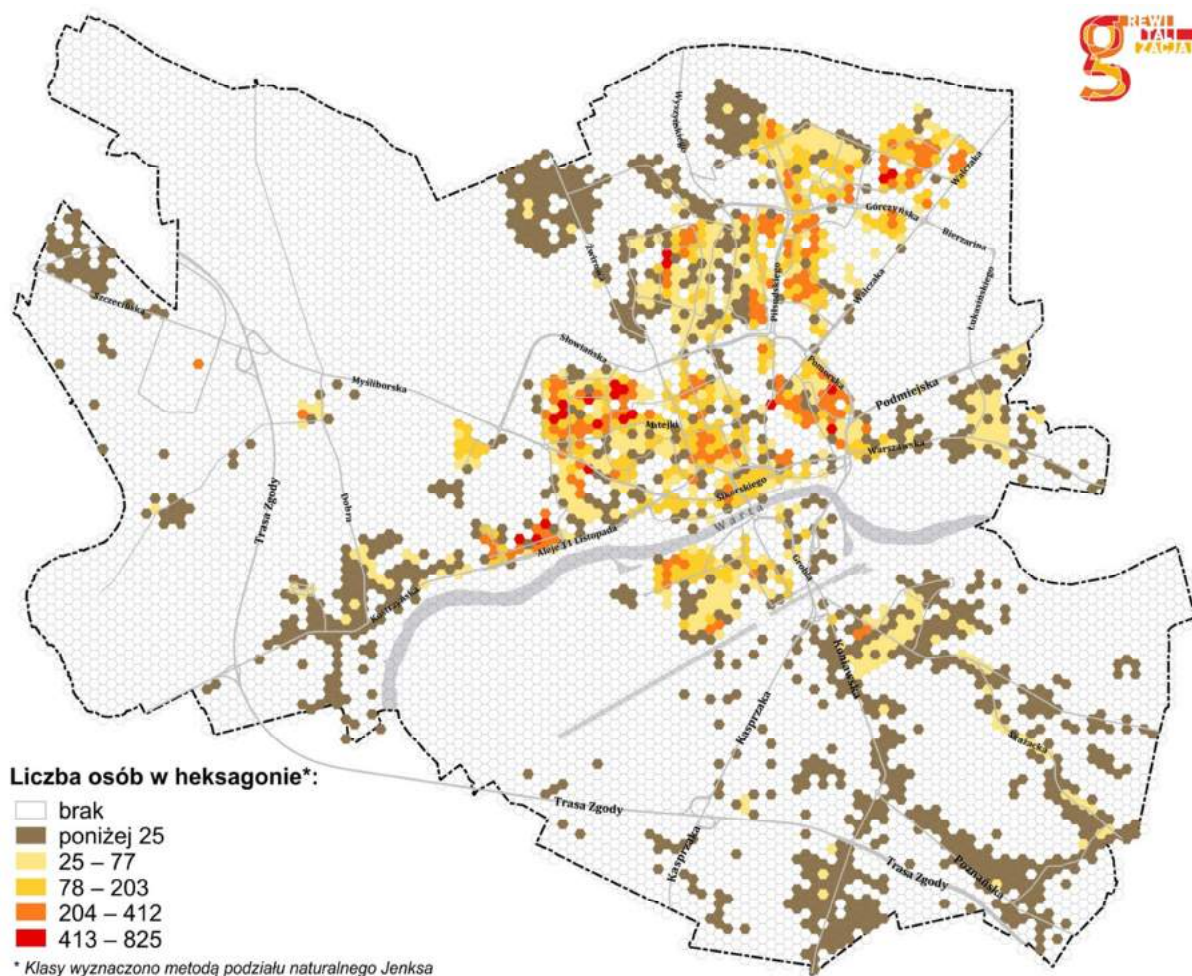 REWI
TALI
ZACJA
Wyszyńskiego
Walczaka
Górczyńska
Bierzarina
Żwirowa
Piłsudskiego
Walczaka
Łukasińskiego
Szczecińska
Słowiańska
Myśliborska
Pomorska
Podmiejska
Matejki
Warszawska
Sikorskiego
Warta
Trasa Zgody
Dobra
Aleje 11 Listopada
Kostrzyńska
Grobla
Koniawska
Kasprzaka
Strażacka
Trasa Zgody
Kasprzaka
Trasa Zgody
Poznańska
Liczba osób w heksagonie*:
brak
poniżej 25
25 – 77
78 – 203
204 – 412
413 – 825
* Klasy wyznaczono metodą podziału naturalnego Jenksa